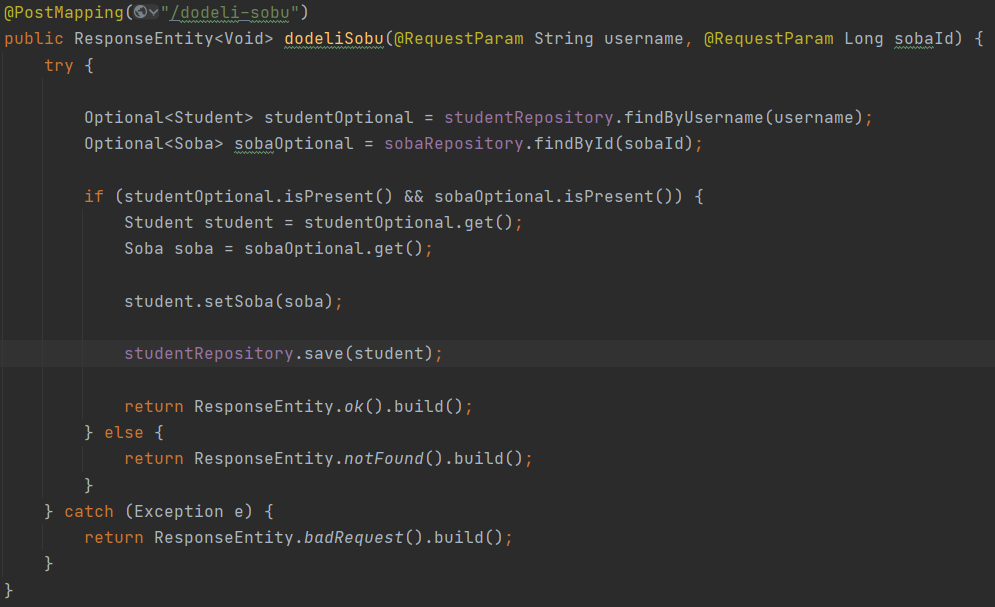 @PostMapping("/dodeli-sobu")
public ResponseEntity<Void> dodeliSobu(@RequestParam String username, @RequestParam Long sobaId) {
    try {
        Optional<Student> studentOptional = studentRepository.findByUsername(username);
        Optional<Soba> sobaOptional = sobaRepository.findById(sobaId);
        if (studentOptional.isPresent() && sobaOptional.isPresent()) {
            Student student = studentOptional.get();
            Soba soba = sobaOptional.get();
            student.setSoba(soba);
            studentRepository.save(student);
            return ResponseEntity.ok().build();
        } else {
            return ResponseEntity.notFound().build();
        }
    } catch (Exception e) {
        return ResponseEntity.badRequest().build();
    }
}